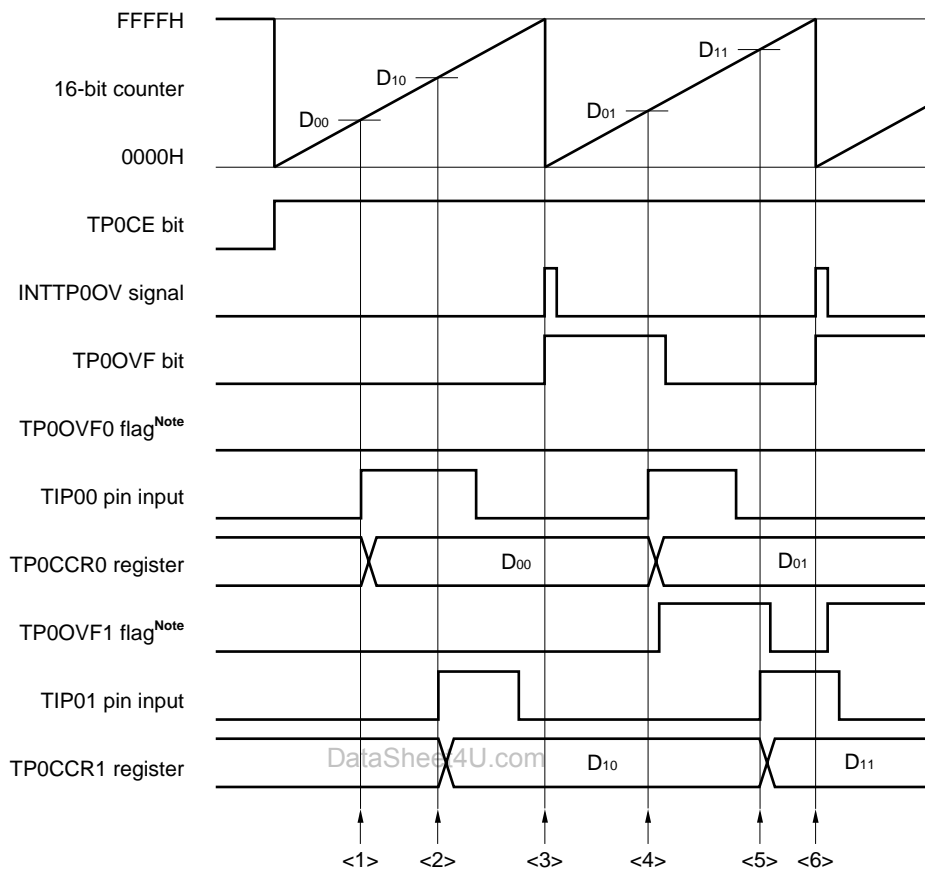 FFFFH
D11
D10
16-bit counter
D01
D00
0000H
TP0CE bit
INTTP0OV signal
TP0OVF bit
TP0OVF0 flagNote
TIP00 pin input
TP0CCR0 register
D00
D01
TP0OVF1 flagNote
TIP01 pin input
DataSheet4U.com
TP0CCR1 register
D10
D11
<1>
<2>
<3>
<4>
<5>
<6>